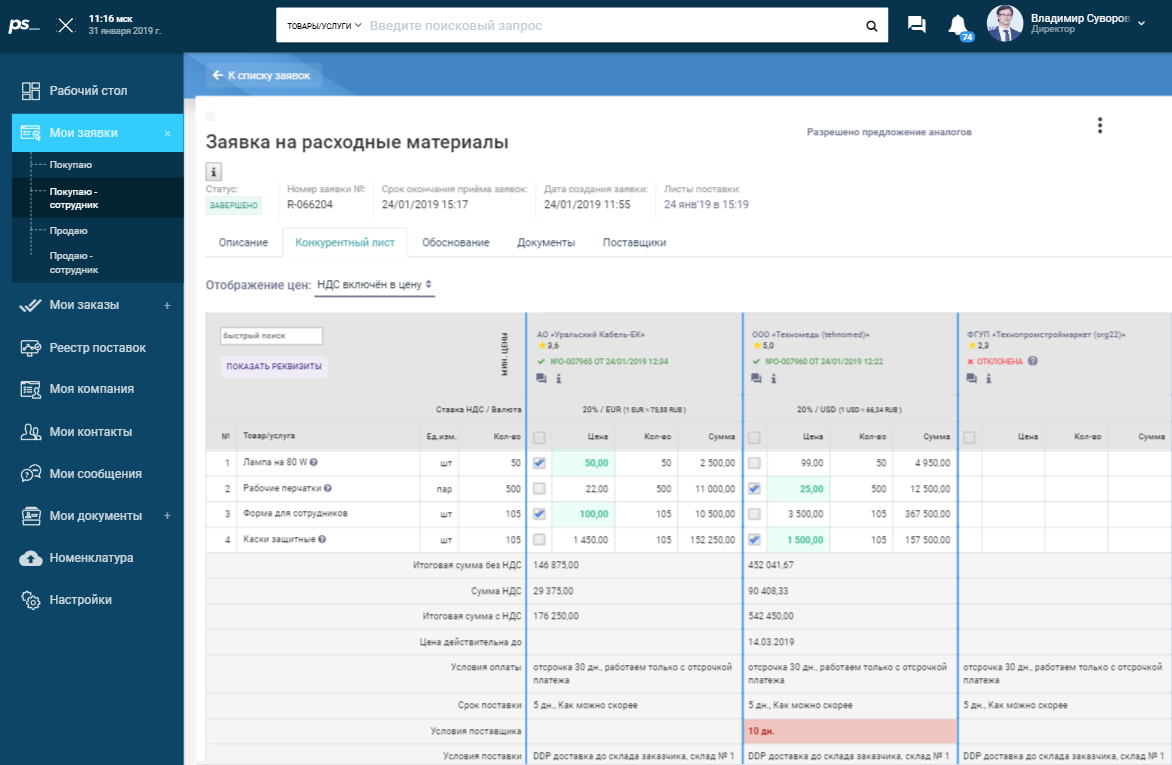 ps_
11:16 мск
31 января 2019 г.
ТОВАРЫ/УСЛУГИ Введите поисковый запрос
74
Владимир Суворов
Директор
Рабочий стол
Мои заявки ×
Покупаю
Покупаю -
сотрудник
Продаю
Продаю -
сотрудник
Мои заказы +
Реестр поставок
Моя компания
Мои контакты
Мои сообщения
Мои документы +
Номенклатура
Настройки
К списку заявок
Заявка на расходные материалы
Разрешено предложение аналогов
i
Статус: Номер заявки №: Срок окончания приёма заявок: Дата создания заявки: Листы поставки:
ЗАВЕРШЕНО R-066204 24/01/2019 15:17 24/01/2019 11:55 24 янв'19 в 15:19
Описание Конкурентный лист Обоснование Документы Поставщики
Отображение цен: НДС включён в цену
быстрый поиск
ПОКАЗАТЬ РЕКВИЗИТЫ
МИН. ЦЕНЫ
АО «Уральский Кабель-ЕК»
3,6
№O-007965 ОТ 24/01/2019 12:34
ООО «Техномедь (tehnomed)»
5,0
№O-007960 ОТ 24/01/2019 12:22
ФГУП «Технопромстроймаркет (org22)»
2,3
ОТКЛОНЕНА ?
Ставка НДС / Валюта 20% / EUR (1 EUR = 75,88 RUB ) 20% / USD (1 USD = 66,34 RUB )
№ Товар/услуга Ед.изм. Кол-во Цена Кол-во Сумма Цена Кол-во Сумма Цена Кол-во Сумма
1 Лампа на 80 W ? шт 50 50,00 50 2 500,00 99,00 50 4 950,00
2 Рабочие перчатки ? пар 500 22,00 500 11 000,00 25,00 500 12 500,00
3 Форма для сотрудников шт 105 100,00 105 10 500,00 3 500,00 105 367 500,00
4 Каски защитные ? шт 105 1 450,00 105 152 250,00 1 500,00 105 157 500,00
Итоговая сумма без НДС 146 875,00 452 041,67
Сумма НДС 29 375,00 90 408,33
Итоговая сумма с НДС 176 250,00 542 450,00
Цена действительна до 14.03.2019
Условия оплаты отсрочка 30 дн., работаем только с отсрочкой платежа отсрочка 30 дн., работаем только с отсрочкой платежа отсрочка 30 дн., работаем только с отсрочкой платежа
Срок поставки 5 дн., Как можно скорее 5 дн., Как можно скорее 5 дн., Как можно скорее
Условия поставщика 10 дн.
Условия поставки DDP доставка до склада заказчика, склад № 1 DDP доставка до склада заказчика, склад № 1 DDP доставка до склада заказчика, склад № 1